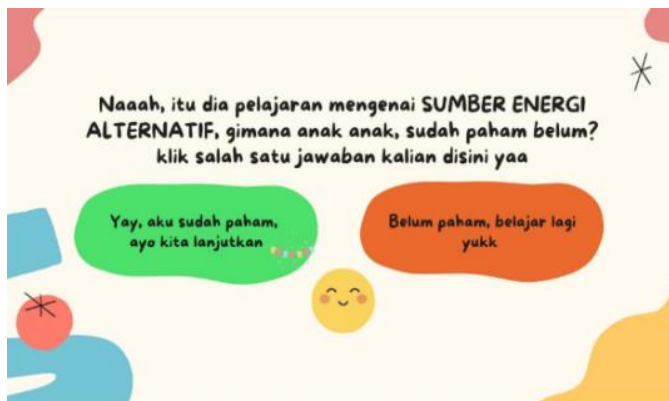 Naaah, itu dia pelajaran mengenai SUMBER ENERGI
ALTERNATIF, gimana anak anak, sudah paham belum?
klik salah satu jawaban kalian disini yaa
Yay, aku sudah paham,
ayo kita lanjutkan
Belum paham, belajar lagi
yukk